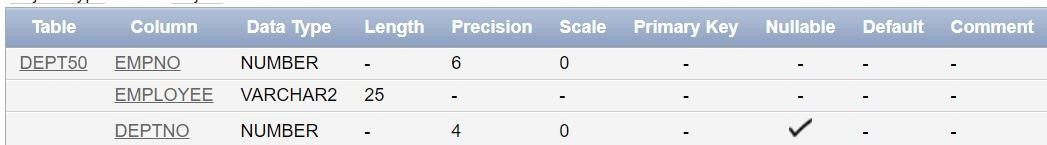 Table Column Data Type Length Precision Scale Primary Key Nullable Default Comment
DEPT50 EMPNO NUMBER - 6 0 - - - -
EMPLOYEE VARCHAR2 25 - - - - - -
DEPTNO NUMBER - 4 0 - ✓ - -